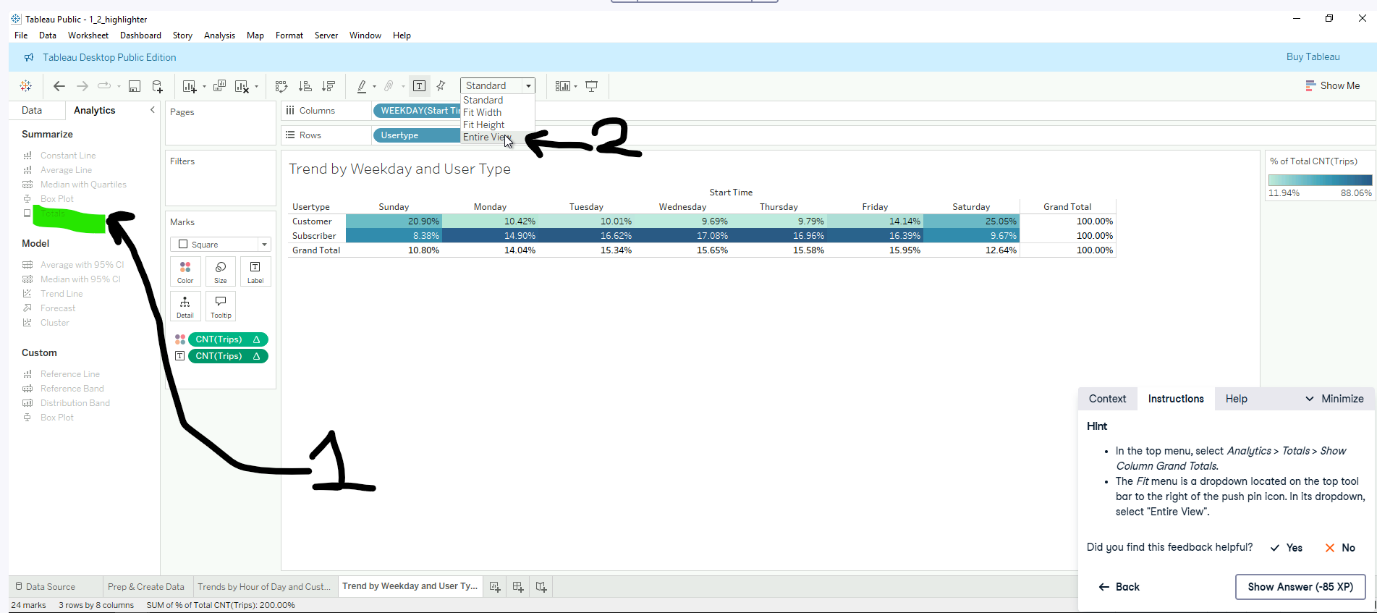 Tableau Public - 1_2_highlighter
File Data Worksheet Dashboard Story Analysis Map Format Server Window Help
Tableau Desktop Public Edition Buy Tableau
Standard Show Me
Data Analytics
Summarize
Constant Line
Average Line
Median with Quartiles
Box Plot
Totals
Model
Average with 95% CI
Median with 95% CI
Trend Line
Forecast
Cluster
Custom
Reference Line
Reference Band
Distribution Band
Box Plot
Pages
Filters
Marks
Square
Color Size Label
Detail Tooltip
CNT(Trips)
CNT(Trips)
Columns WEEKDAY(Start Ti
Rows Usertype
Standard
Fit Width
Fit Height
Entire View
2
1
Trend by Weekday and User Type
Start Time
Usertype Sunday Monday Tuesday Wednesday Thursday Friday Saturday Grand Total
Customer 20.90% 10.42% 10.01% 9.69% 9.79% 14.14% 25.05% 100.00%
Subscriber 8.38% 14.90% 16.62% 17.08% 16.96% 16.39% 9.67% 100.00%
Grand Total 10.80% 14.04% 15.34% 15.65% 15.58% 15.95% 12.64% 100.00%
% of Total CNT(Trips)
11.94% 88.06%
Context Instructions Help Minimize
Hint
• In the top menu, select Analytics > Totals > Show
Column Grand Totals.
• The Fit menu is a dropdown located on the top tool
bar to the right of the push pin icon. In its dropdown,
select "Entire View".
Did you find this feedback helpful? Yes No
Back Show Answer (-85 XP)
Data Source Prep & Create Data Trends by Hour of Day and Cust... Trend by Weekday and User Ty...
24 marks 3 rows by 8 columns SUM of % of Total CNT(Trips): 200.00%